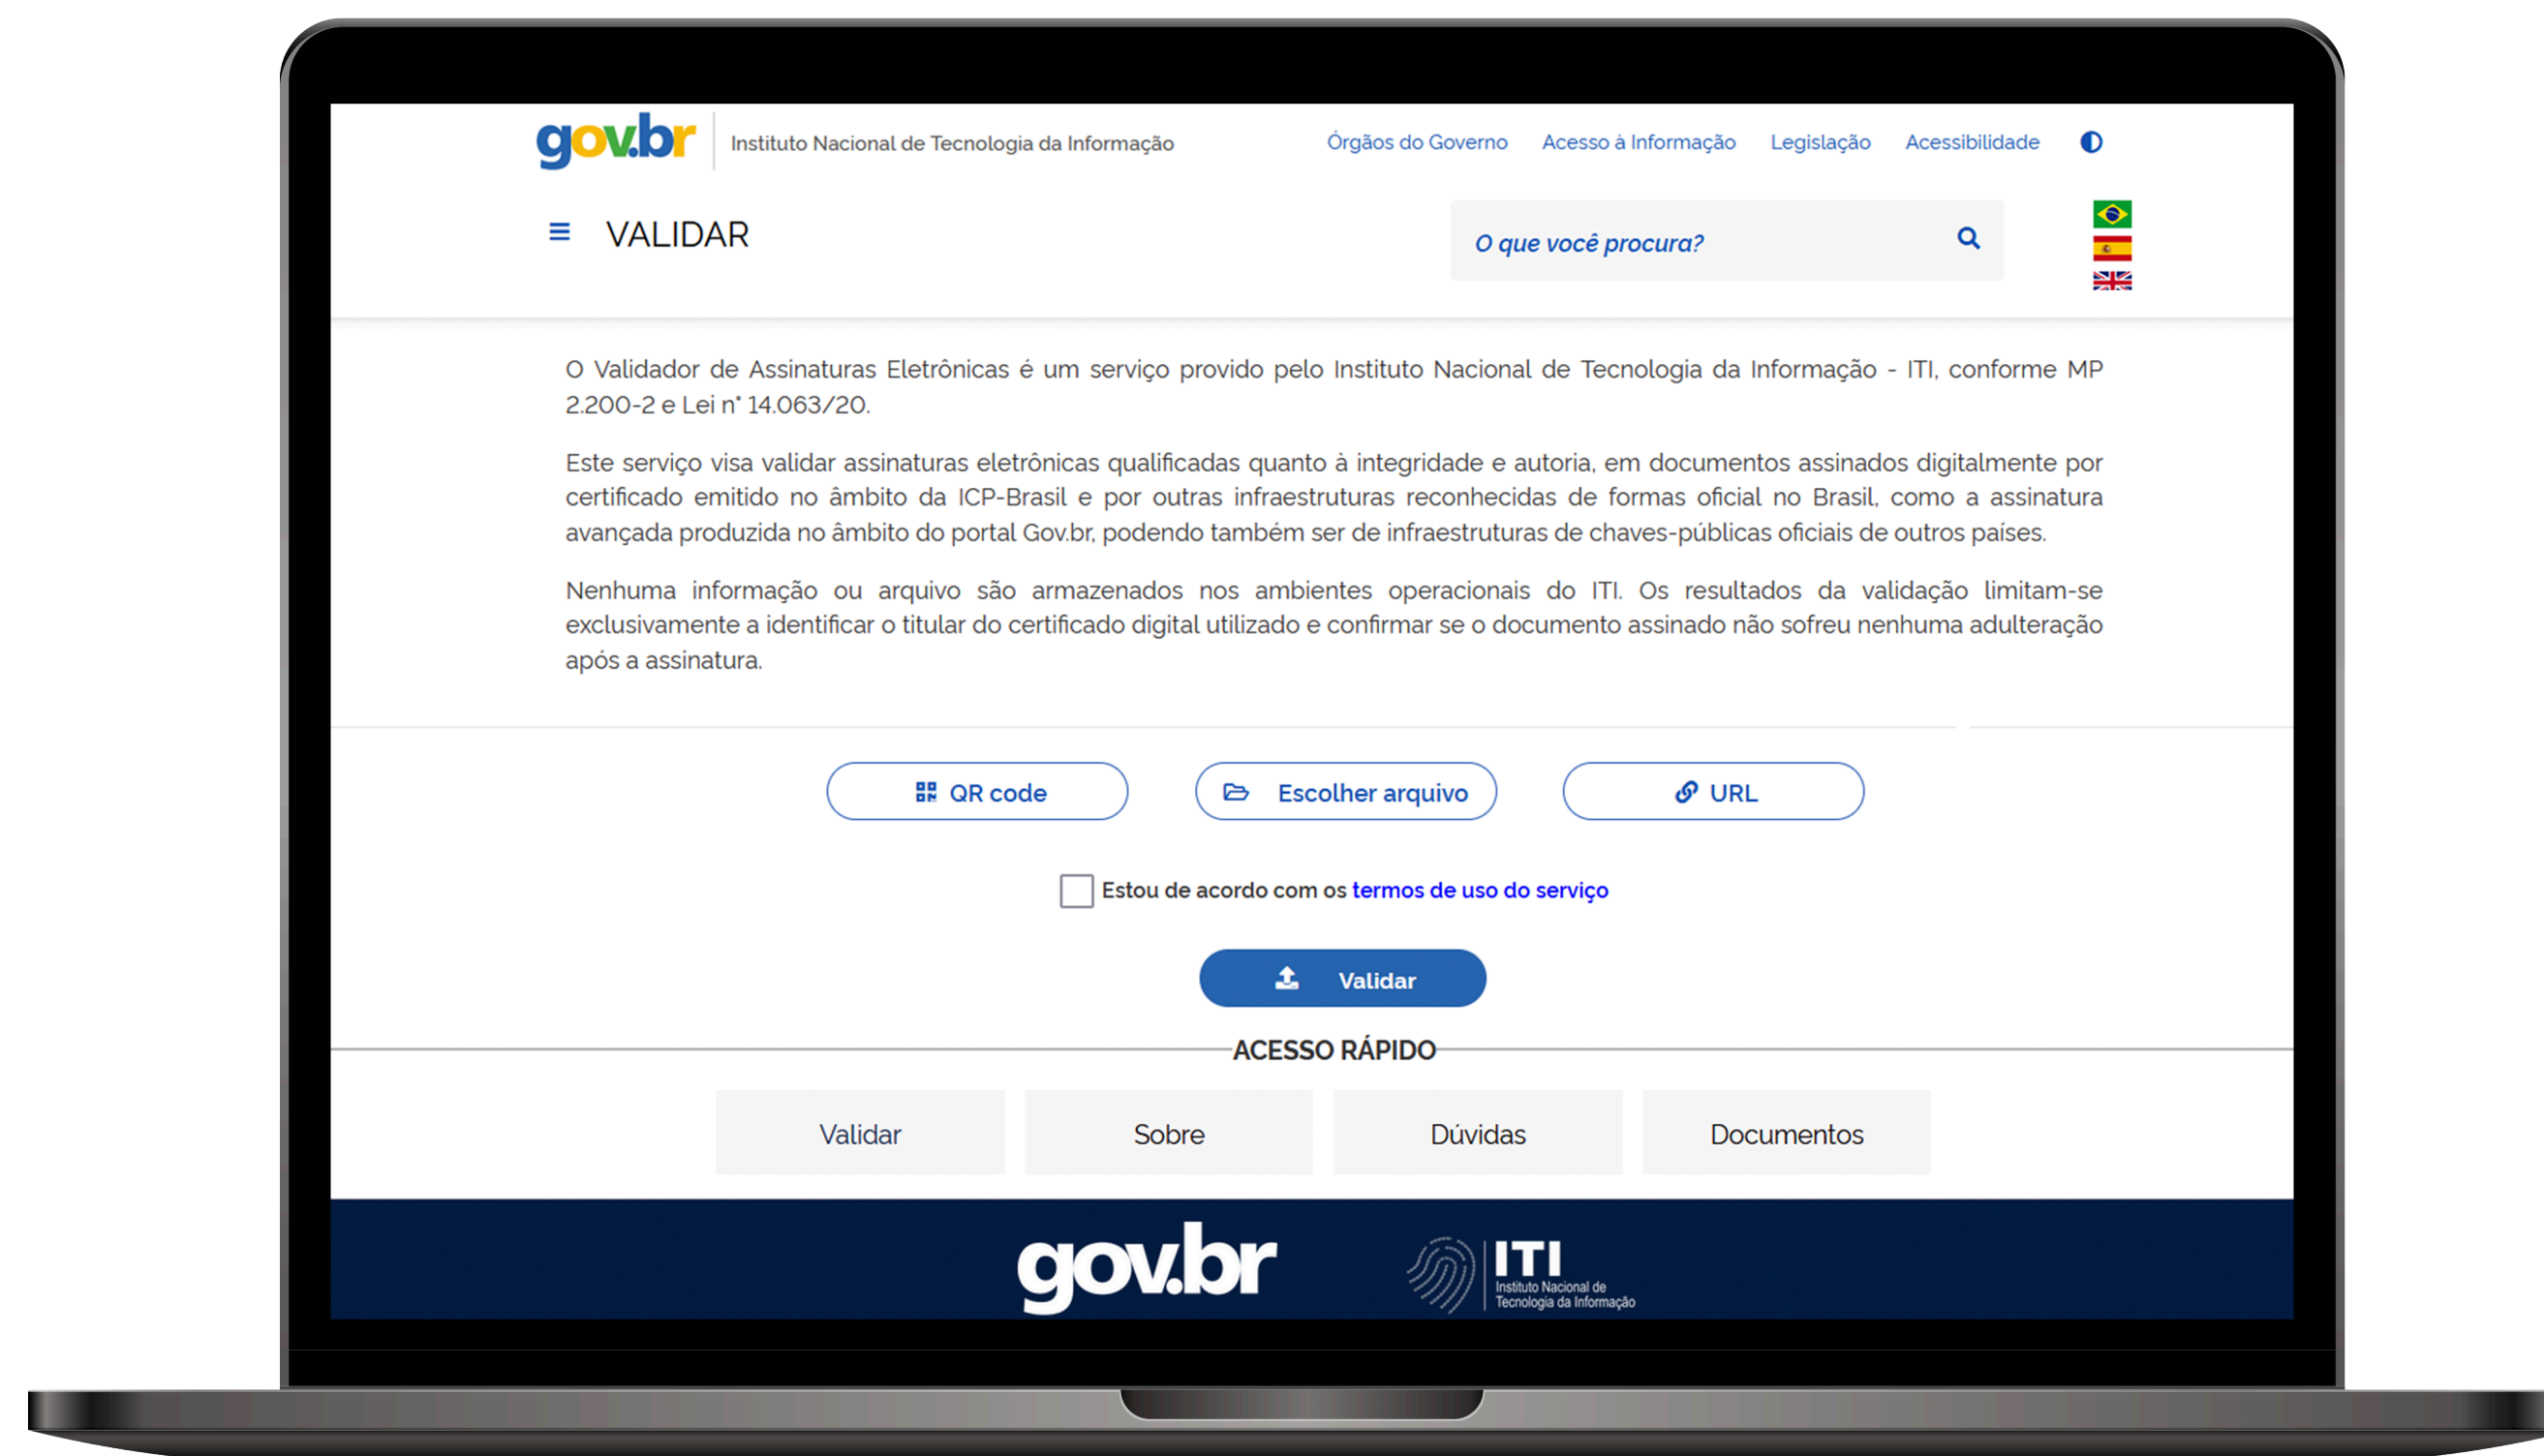 gov.br
Instituto Nacional de Tecnologia da Informação
Órgãos do Governo Acesso à Informação Legislação Acessibilidade
VALIDAR
O que você procura?
O Validador de Assinaturas Eletrônicas é um serviço provido pelo Instituto Nacional de Tecnologia da Informação - ITI, conforme MP
2.200-2 e Lei n° 14.063/20.
Este serviço visa validar assinaturas eletrônicas qualificadas quanto à integridade e autoria, em documentos assinados digitalmente por
certificado emitido no âmbito da ICP-Brasil e por outras infraestruturas reconhecidas de formas oficial no Brasil, como a assinatura
avançada produzida no âmbito do portal Gov.br, podendo também ser de infraestruturas de chaves-públicas oficiais de outros países.
Nenhuma informação ou arquivo são armazenados nos ambientes operacionais do ITI. Os resultados da validação limitam-se
exclusivamente a identificar o titular do certificado digital utilizado e confirmar se o documento assinado não sofreu nenhuma adulteração
após a assinatura.
QR code Escolher arquivo URL
Estou de acordo com os termos de uso do serviço
Validar
ACESSO RÁPIDO
Validar Sobre Dúvidas Documentos
gov.br
ITI
Instituto Nacional de
Tecnologia da Informação